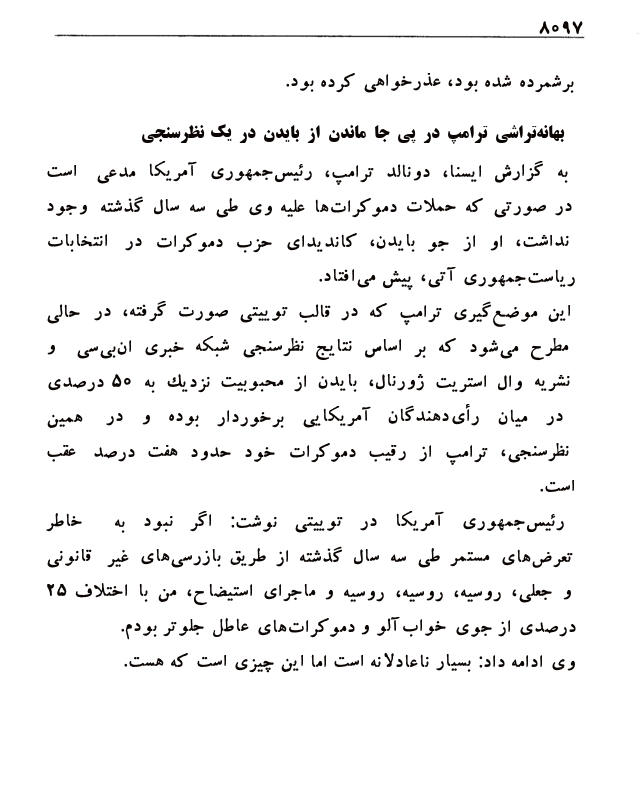 ۸۰۹۷
برشمرده شده بود، عذرخواهی کرده بود.
بهانه‌تراشی ترامپ در پی جا ماندن از بایدن در یک نظرسنجی
به گزارش ایسنا، دونالد ترامپ، رئیس‌جمهوری آمریکا مدعی است
در صورتی که حملات دموکرات‌ها علیه وی طی سه سال گذشته وجود
نداشت، او از جو بایدن، کاندیدای حزب دموکرات در انتخابات
ریاست‌جمهوری آتی، پیش می‌افتاد.
این موضع‌گیری ترامپ که در قالب توییتی صورت گرفته، در حالی
مطرح می‌شود که بر اساس نتایج نظرسنجی شبکه خبری ان‌بی‌سی و
نشریه وال استریت ژورنال، بایدن از محبوبیت نزدیك به ۵۰ درصدی
در میان رأی‌دهندگان آمریکایی برخوردار بوده و در همین
نظرسنجی، ترامپ از رقیب دموکرات خود حدود هفت درصد عقب
است.
رئیس‌جمهوری آمریکا در توییتی نوشت: اگر نبود به خاطر
تعرض‌های مستمر طی سه سال گذشته از طریق بازرسی‌های غیر قانونی
و جعلی، روسیه، روسیه، روسیه و ماجرای استیضاح، من با اختلاف ۲۵
درصدی از جوی خواب‌آلو و دموکرات‌های عاطل جلوتر بودم.
وی ادامه داد: بسیار ناعادلانه است اما این چیزی است که هست.